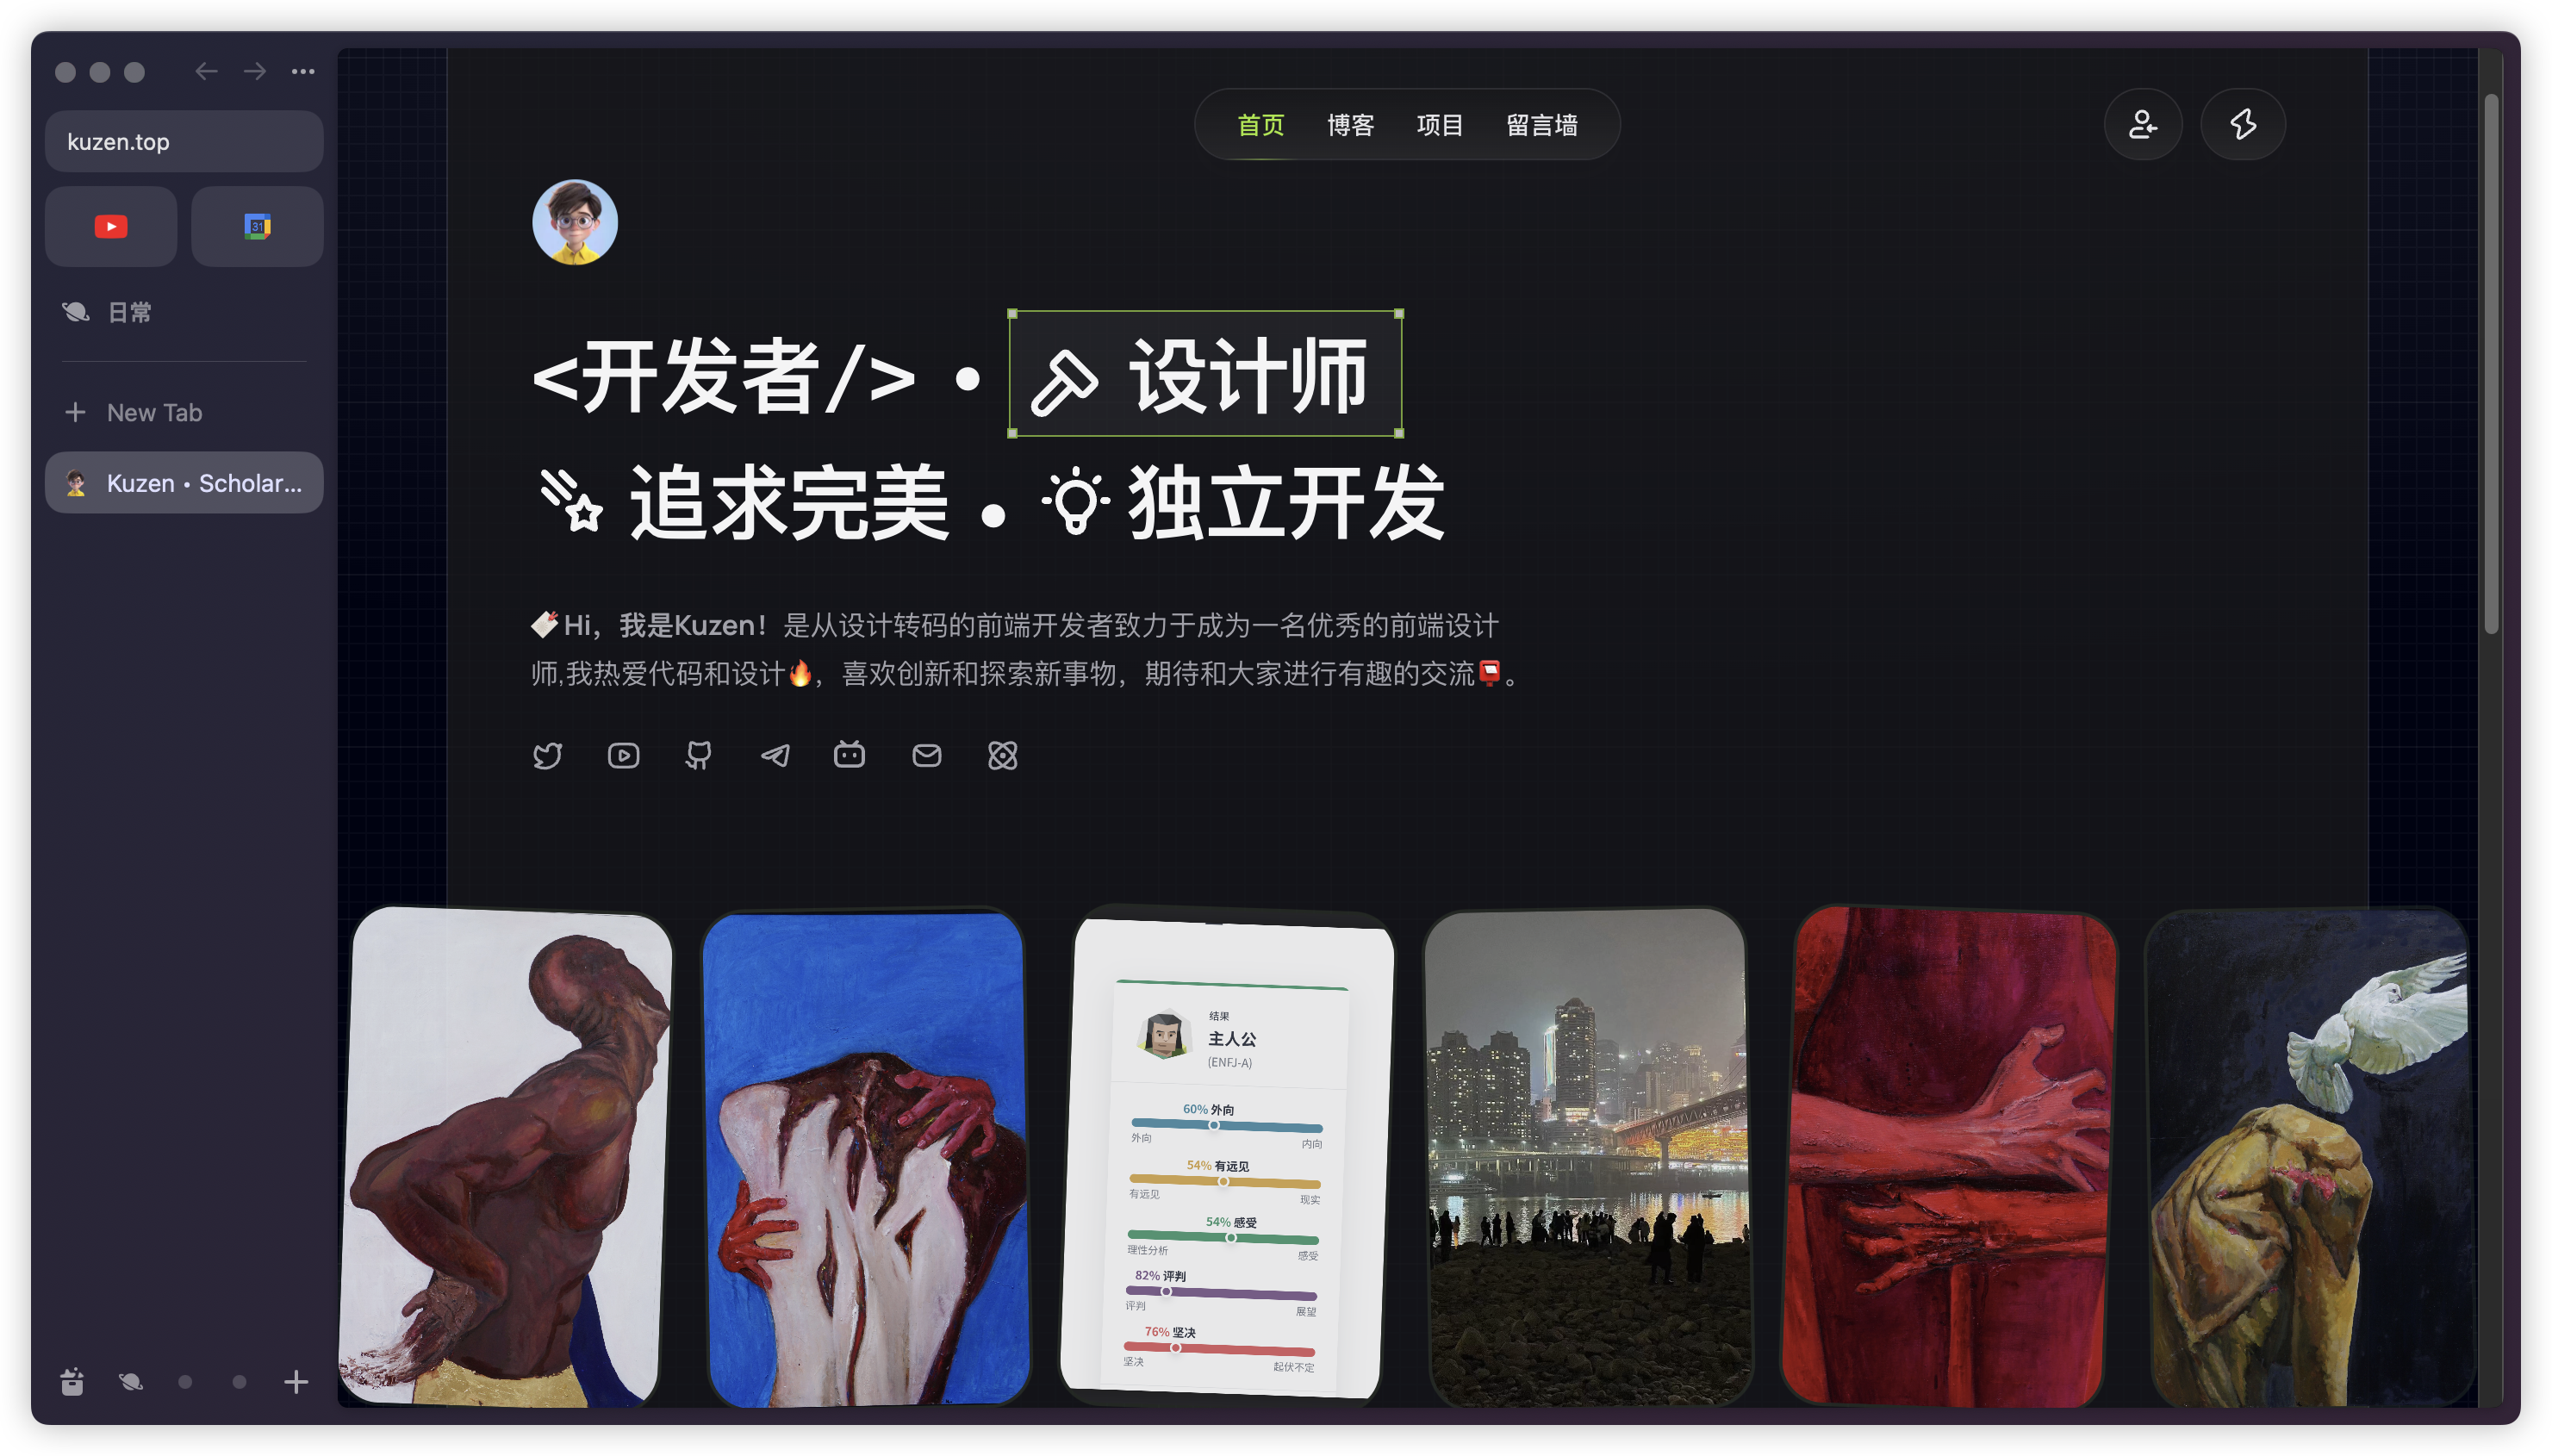 kuzen.top
31
日常
New Tab
Kuzen • Scholar...
首页 博客 项目 留言墙
<开发者/> • 设计师
追求完美 • 独立开发
Hi，我是Kuzen！是从设计转码的前端开发者致力于成为一名优秀的前端设计
师,我热爱代码和设计🔥，喜欢创新和探索新事物，期待和大家进行有趣的交流📮。
结果
主人公
(ENFJ-A)
60% 外向
外向 内向
54% 有远见
有远见 现实
54% 感受
理性分析 感受
82% 评判
评判 展望
76% 坚决
坚决 起伏不定